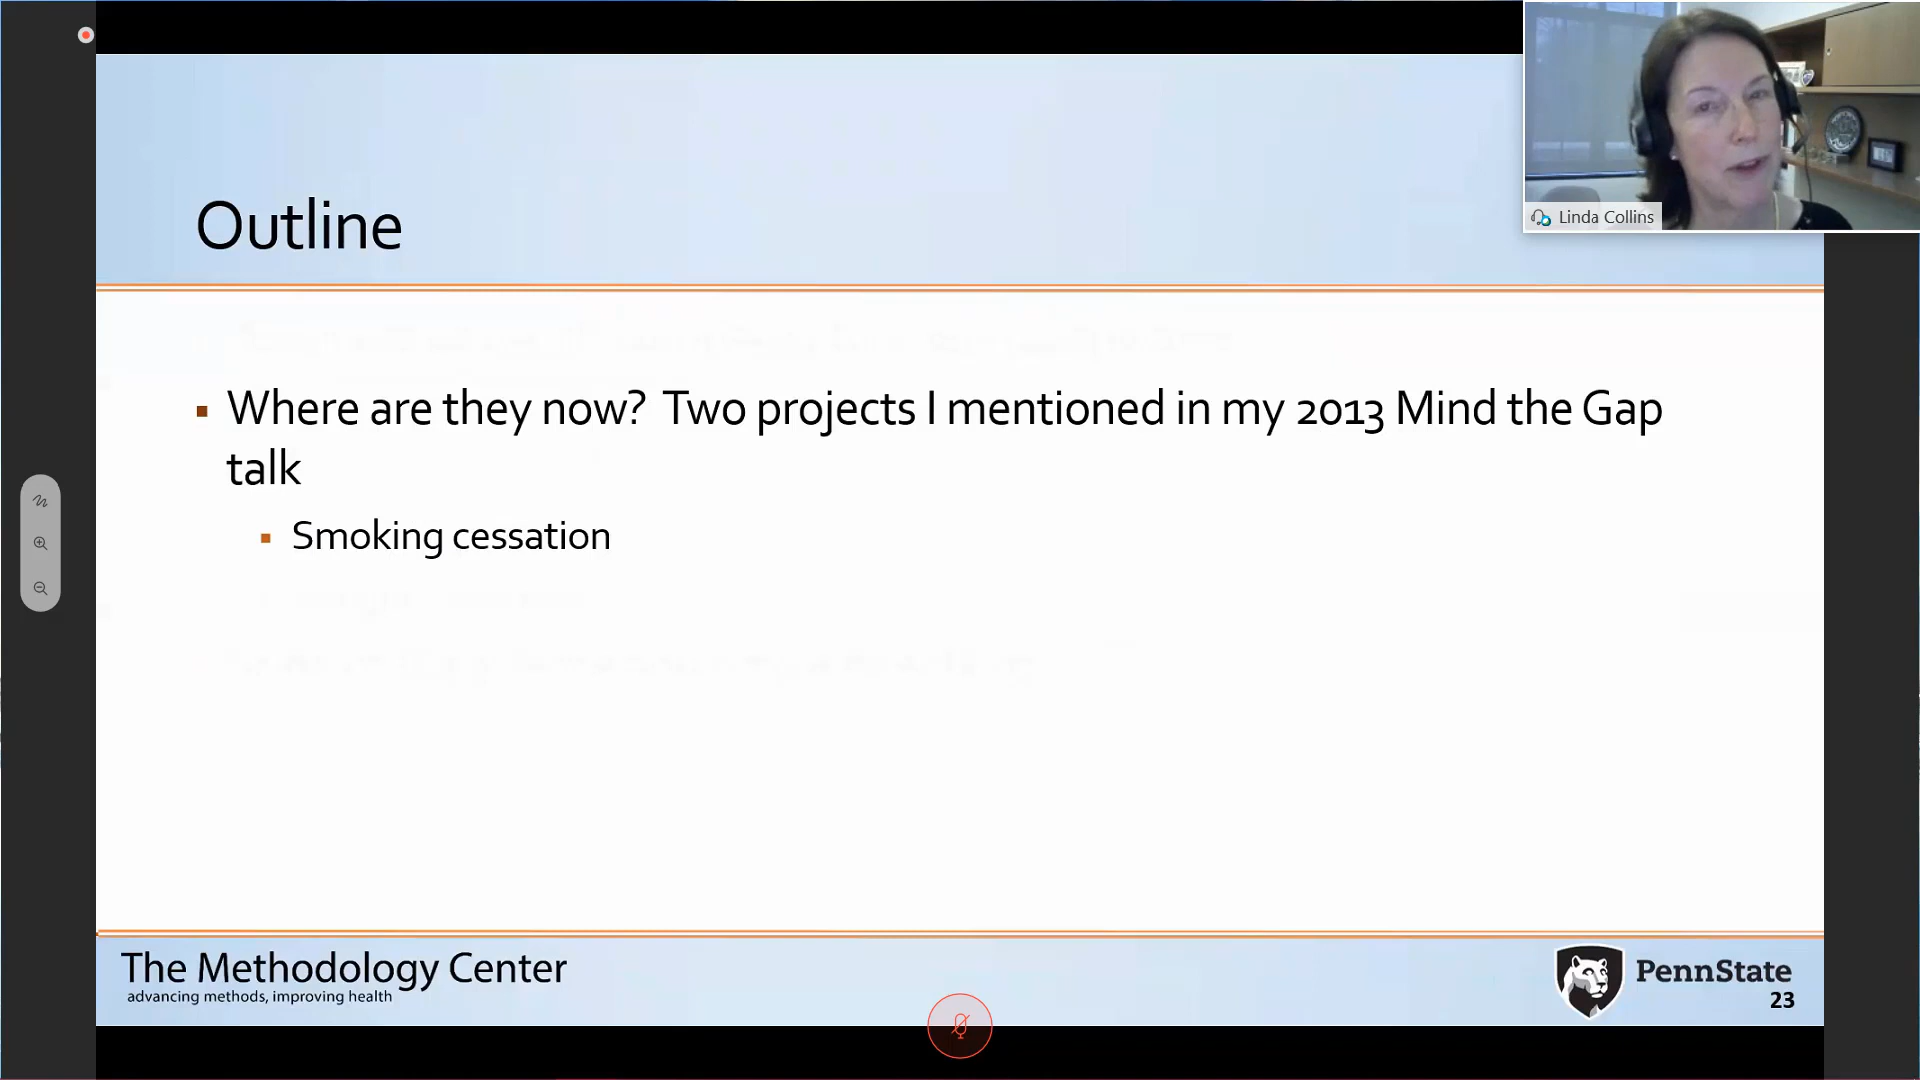 Linda Collins
Outline
Where are they now? Two projects I mentioned in my 2013 Mind the Gap
talk
Smoking cessation
The Methodology Center
advancing methods, improving health
PennState
23